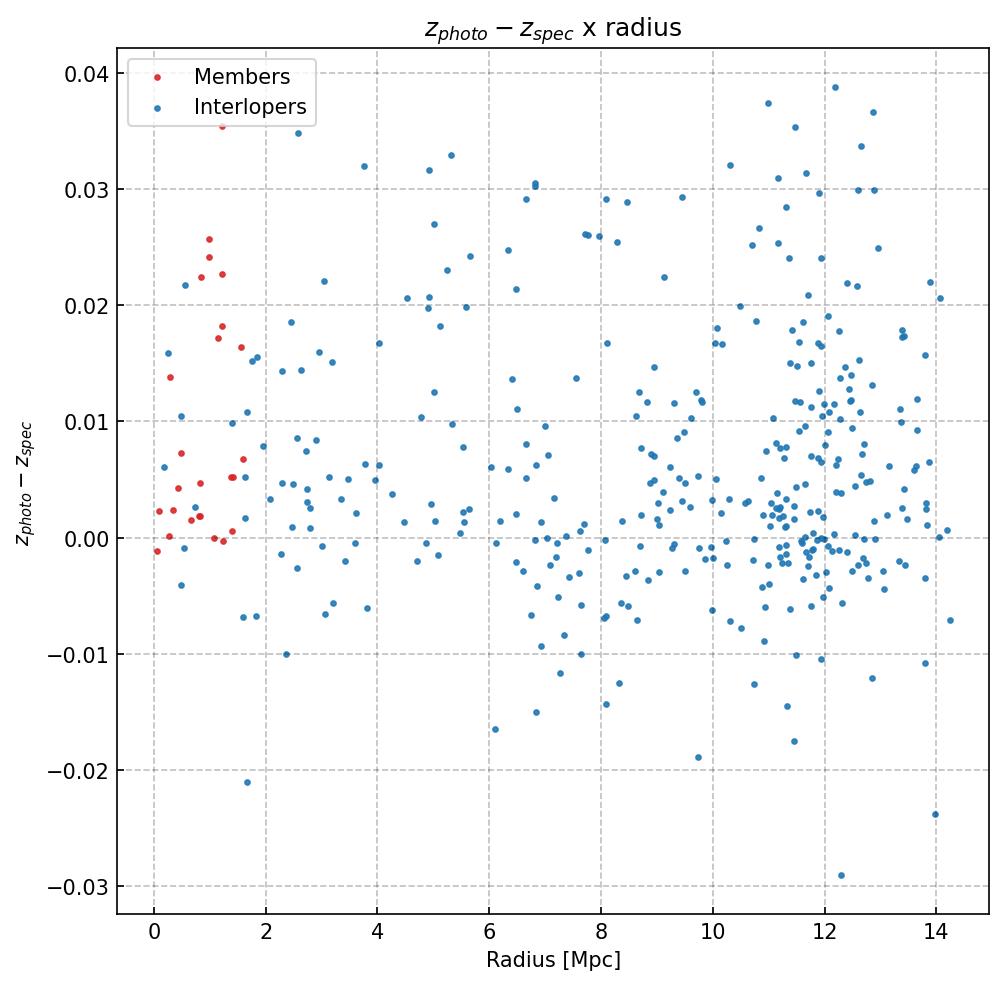 z_photo − z_spec x radius
Members
Interlopers
0.04
0.03
0.02
0.01
0.00
−0.01
−0.02
−0.03
z_photo − z_spec
0 2 4 6 8 10 12 14
Radius [Mpc]